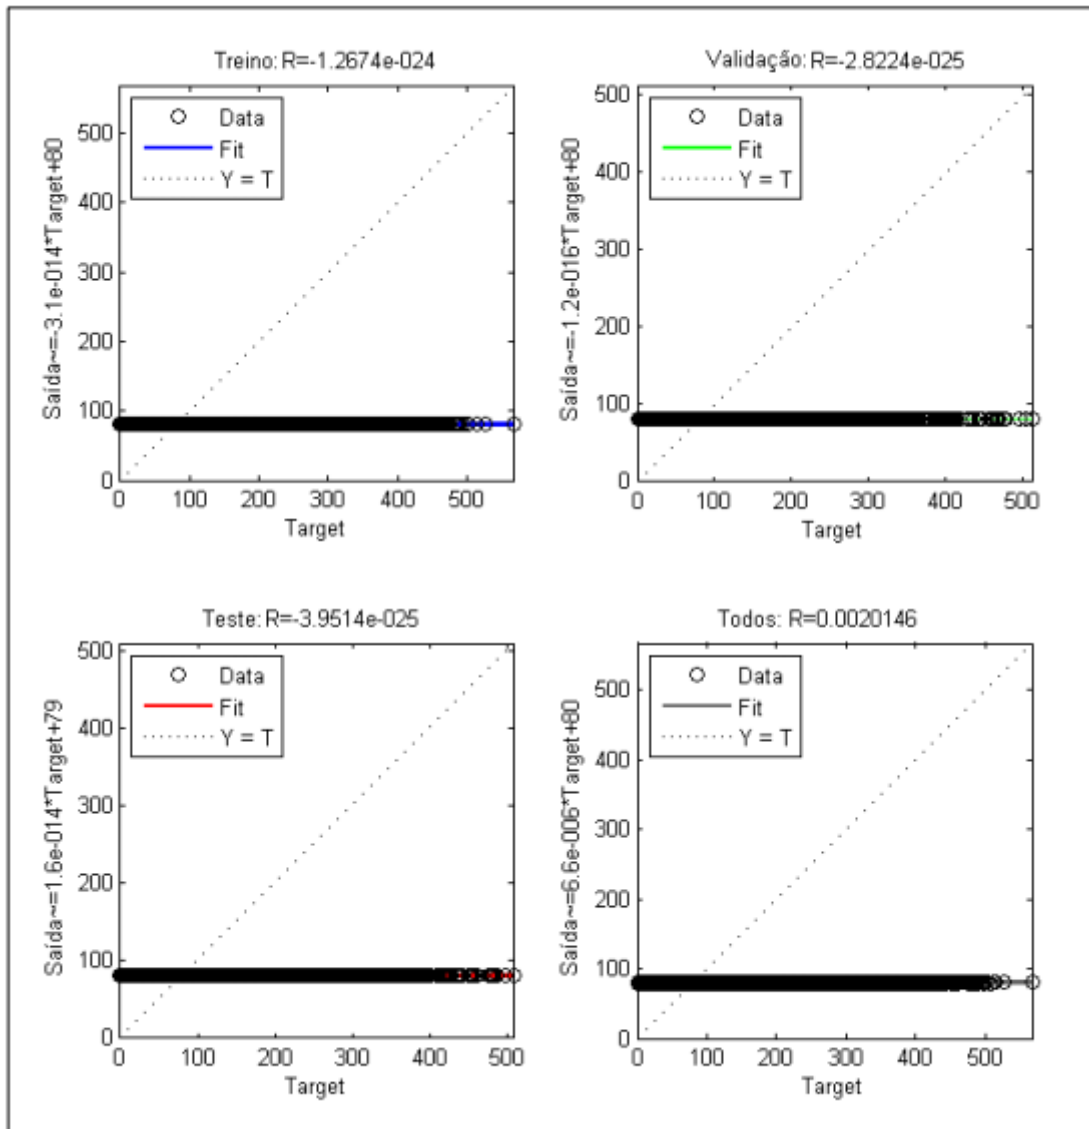 Treino: R=-1.2674e-024
Saída~=-3.1e-014*Target+80
Data
Fit
Y = T
500
400
300
200
100
0
0 100 200 300 400 500
Target
Validação: R=-2.8224e-025
Saída~=-1.2e-016*Target+80
Data
Fit
Y = T
500
400
300
200
100
0
0 100 200 300 400 500
Target
Teste: R=-3.9514e-025
Saída~=1.6e-014*Target+79
Data
Fit
Y = T
500
400
300
200
100
0
0 100 200 300 400 500
Target
Todos: R=0.0020146
Saída~=6.6e-006*Target+80
Data
Fit
Y = T
500
400
300
200
100
0
0 100 200 300 400 500
Target